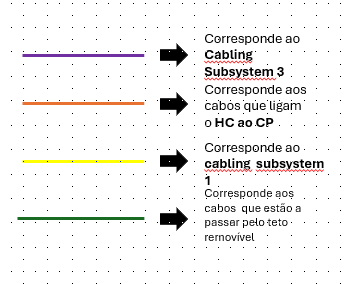 Corresponde ao
Cabling
Subsystem 3
Corresponde aos
cabos que ligam
o HC ao CP
Corresponde ao
cabling subsystem
1
Corresponde aos
cabos que estão a
passar pelo teto
removível